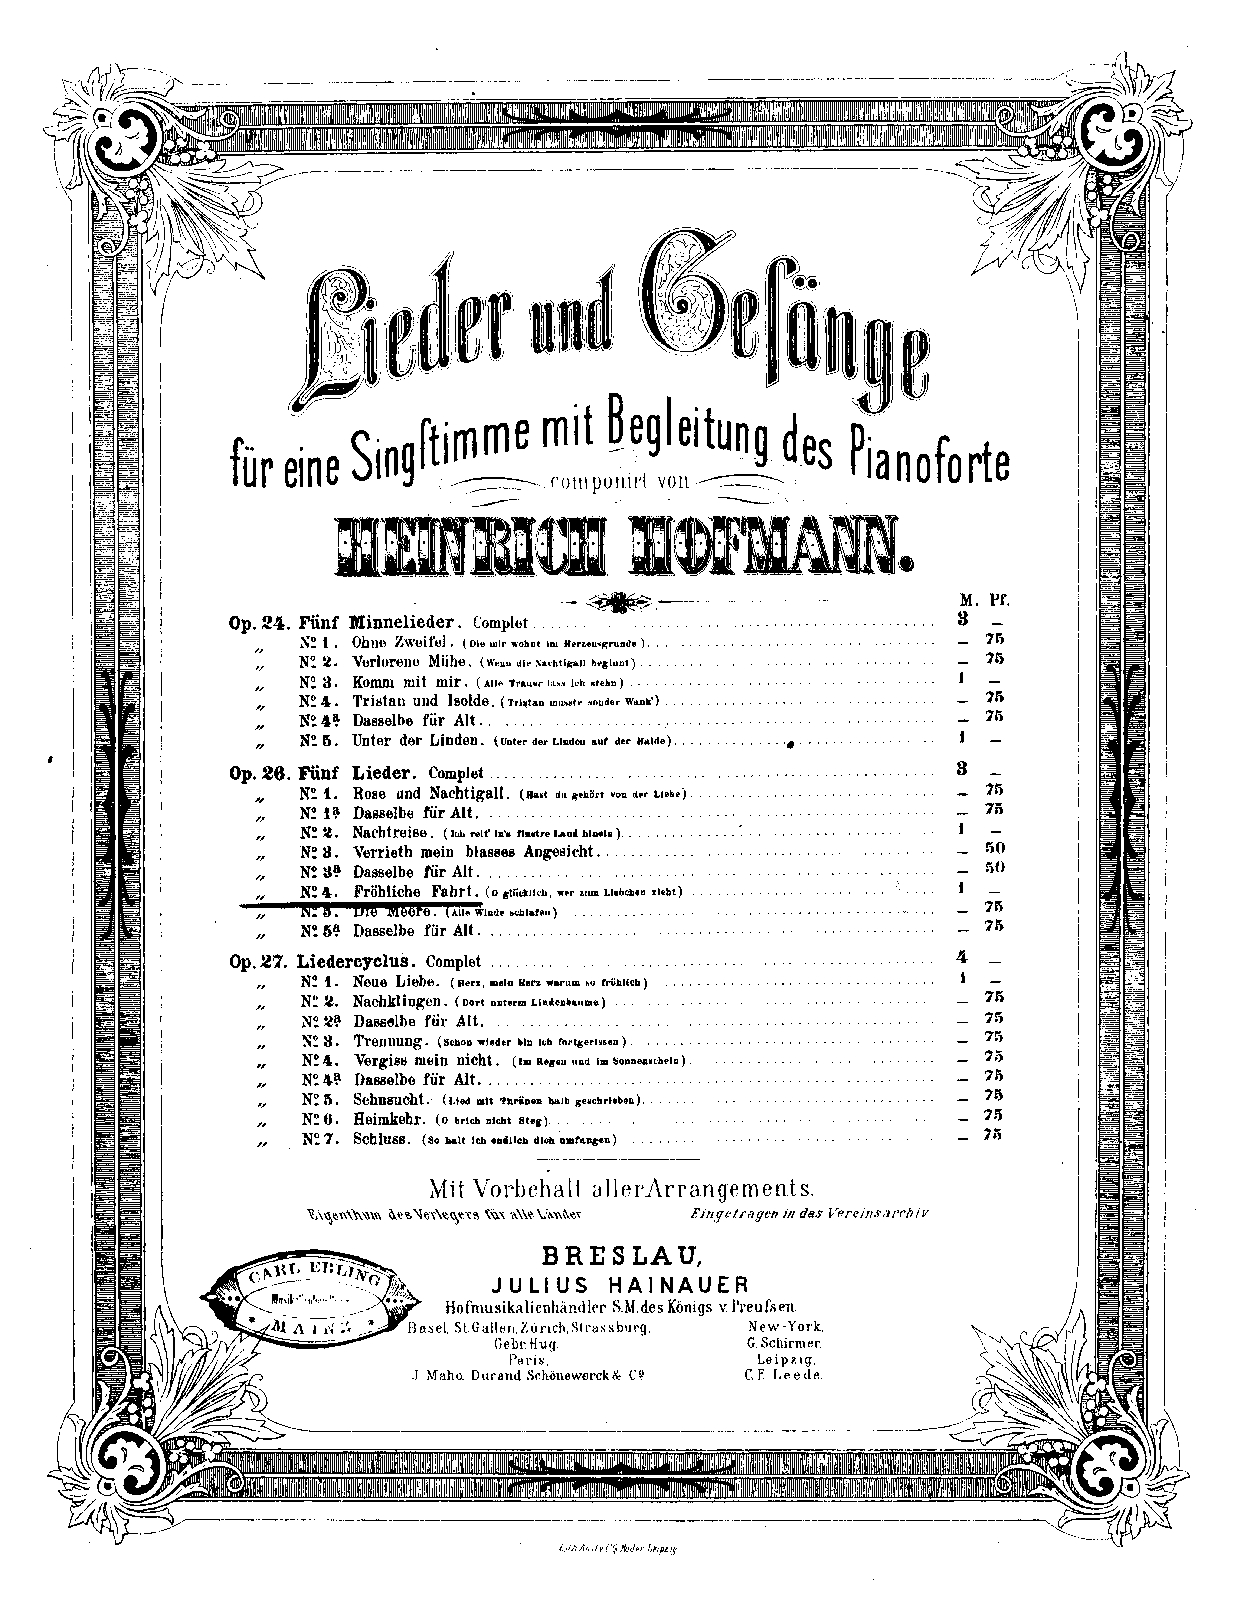 Lieder und Gesänge
für eine Singstimme mit Begleitung des Pianoforte
componirt von
HEINRICH HOFMANN.
M. Pf.
Op. 24. Fünf Minnelieder. Complet 3 –
„ No 1. Ohne Zweifel. (Die mir wohnt im Herzensgrunde) – 75
„ No 2. Verlorene Mühe. (Wenn die Nachtigall beginnt) – 75
„ No 3. Komm mit mir. (Alle Trauer lass ich stehn) 1 –
„ No 4. Tristan und Isolde. (Tristan musste sonder Wank') – 75
„ No 4a Dasselbe für Alt. – 75
„ No 5. Unter der Linden. (Unter der Linden auf der Halde) 1 –
Op. 26. Fünf Lieder. Complet 3 –
„ No 1. Rose und Nachtigall. (Hast du gehört von der Liebe) – 75
„ No 1a Dasselbe für Alt. – 75
„ No 2. Nachtreise. (Ich reit' in's finstre Land hinein) 1 –
„ No 3. Verrieth mein blasses Angesicht. – 50
„ No 3a Dasselbe für Alt. – 50
„ No 4. Fröhliche Fahrt. (O glücklich, wer zum Liebchen zieht) 1 –
„ No 5. Die Meere. (Alle Winde schlafen) – 75
„ No 5a Dasselbe für Alt. – 75
Op. 27. Liedercyclus. Complet 4 –
„ No 1. Neue Liebe. (Herz, mein Herz warum so fröhlich) 1 –
„ No 2. Nachklingen. (Dort unterm Lindenbaume) – 75
„ No 2a Dasselbe für Alt. – 75
„ No 3. Trennung. (Schon wieder bin ich fortgerissen) – 75
„ No 4. Vergiss mein nicht. (Im Regen und im Sonnenschein) – 75
„ No 4a Dasselbe für Alt. – 75
„ No 5. Sehnsucht. (Lied mit Thränen halb geschrieben) – 75
„ No 6. Heimkehr. (O brich nicht Steg) – 75
„ No 7. Schluss. (So halt ich endlich dich umfangen) – 75
Mit Vorbehalt aller Arrangements.
Eigenthum des Verlegers für alle Länder
Eingetragen in das Vereinsarchiv
BRESLAU,
JULIUS HAINAUER
Hofmusikalienhändler S.M. des Königs v. Preufsen.
CARL EBLING
MAINZ
Basel, St. Gallen, Zürich, Strassburg, New-York,
Gebr. Hug. G. Schirmer.
Paris, Leipzig,
J. Maho. Durand Schönewerck & Co C. F. Leede.